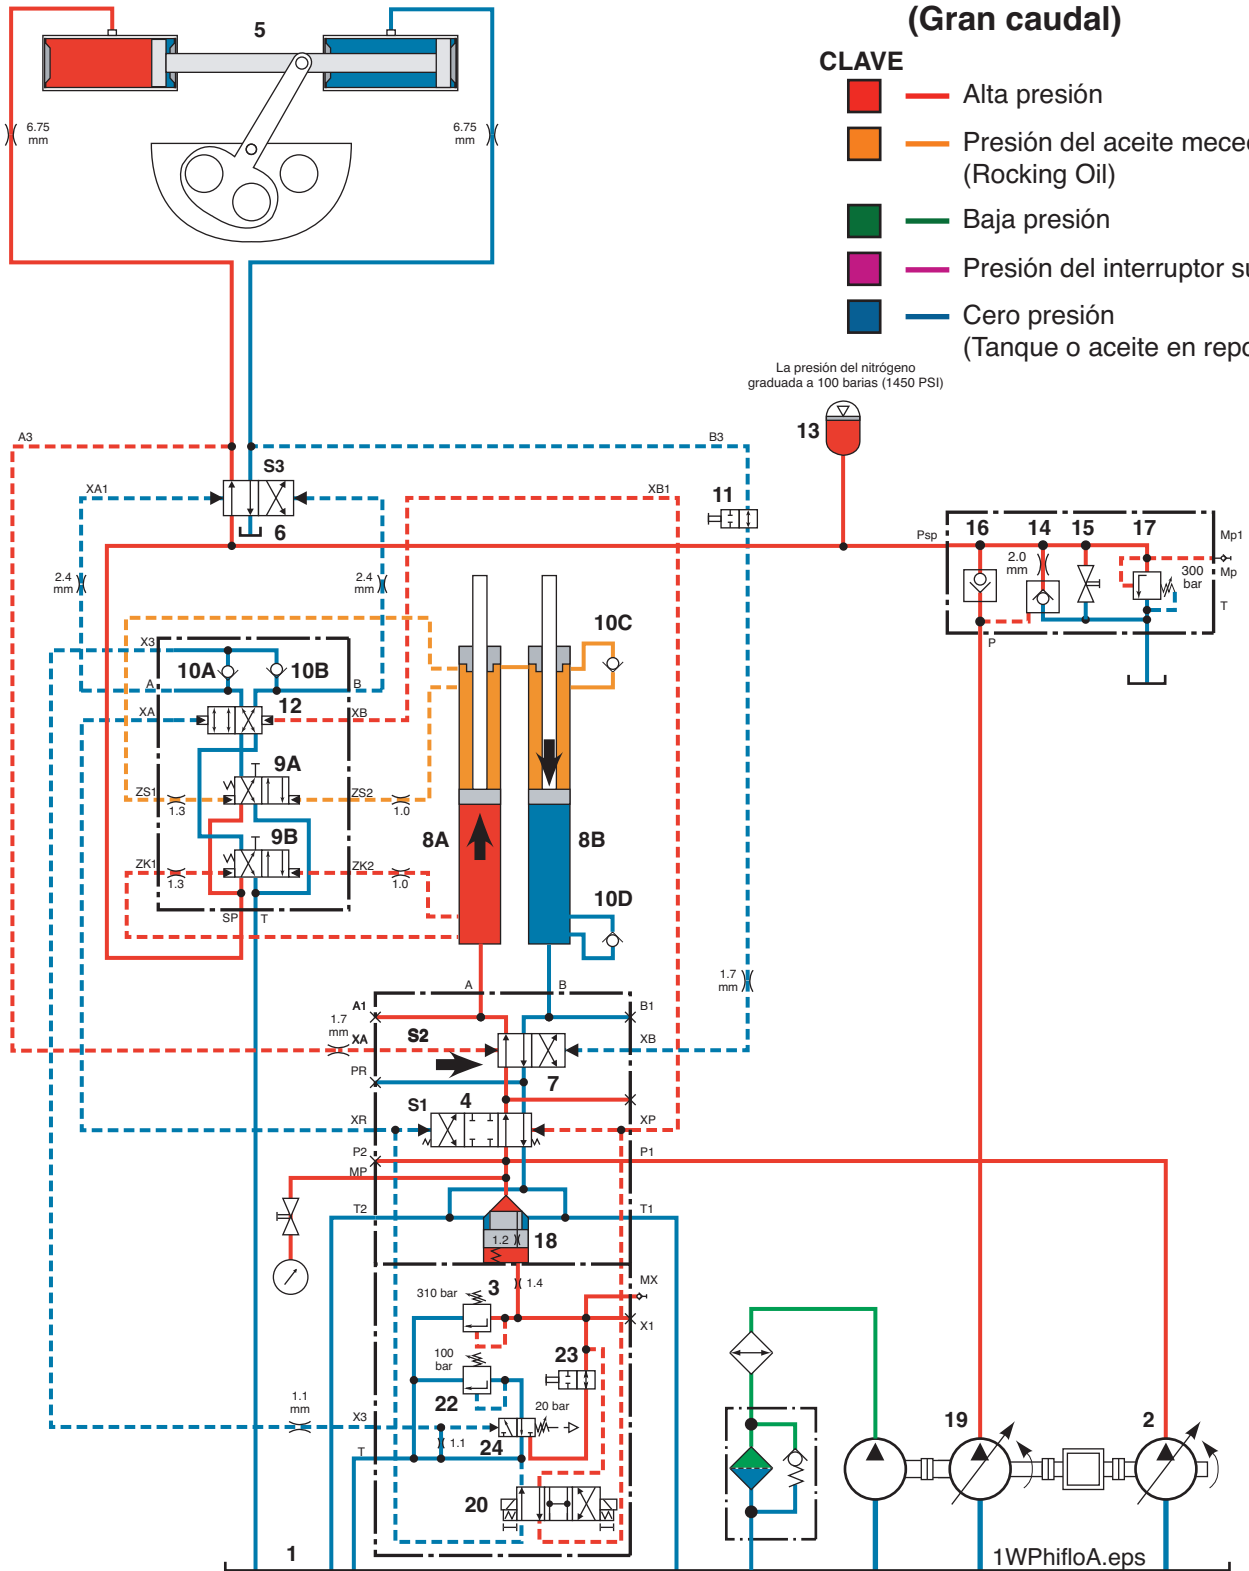 (Gran caudal)
CLAVE
Alta presión
Presión del aceite
(Rocking Oil)
Baja presión
Presión del interruptor
Cero presión
(Tanque o aceite en
5
6.75
mm
6.75
mm
La presión del nitrógeno
graduada a 100 barias (1450 PSI)
13
A3
B3
S3
XA1
XB1
11
6
Psp
16
14
15
17
Mp1
2.0
mm
300
bar
Mp
T
P
2.4
mm
2.4
mm
X3
10A
10B
10C
A
B
12
XA
XB
9A
ZS1
1.3
ZS2
1.0
9B
8A
8B
ZK1
1.3
ZK2
1.0
SP
T
10D
1.7
mm
A
B
A1
B1
1.7
mm
XA
S2
XB
PR
7
S1
4
XR
XP
P2
P1
MP
T2
T1
1.2
18
3
1.4
MX
310 bar
X1
100
bar
23
22
20 bar
1.1
mm
X3
1.1
24
T
19
2
20
1
1WPhifloA.eps